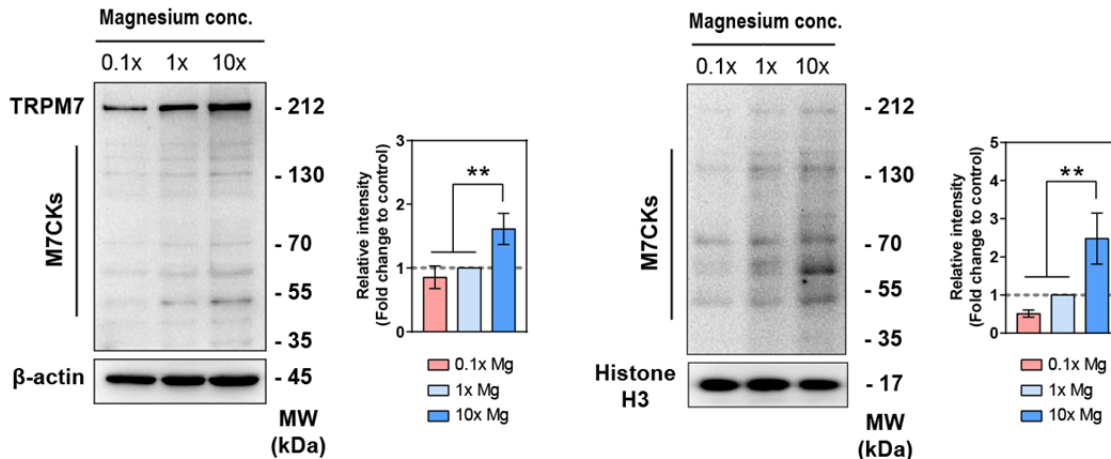 Magnesium conc.
0.1x 1x 10x
TRPM7
M7CKs
β-actin
- 212
- 130
- 70
- 55
- 35
- 45
MW
(kDa)
Relative intensity
(Fold change to control)
3
2
1
0
**
0.1x Mg
1x Mg
10x Mg
Magnesium conc.
0.1x 1x 10x
M7CKs
Histone
H3
- 212
- 130
- 70
- 55
- 35
- 17
MW
(kDa)
Relative intensity
(Fold change to control)
5
4
3
2
1
0
**
0.1x Mg
1x Mg
10x Mg